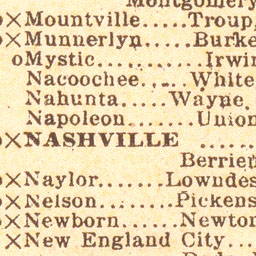 Montgomery
o×Mountville.....Troup,
o×Munnerlyn.....Burke
oMystic..........Irwin
Nacoochee.....White
Nahunta.....Wayne,
Napoleon.......Union
o×NASHVILLE ......
Berrien
o×Naylor.......Lowndes
o×Nelson........Pickens
o×Newborn......Newton
×New England City....